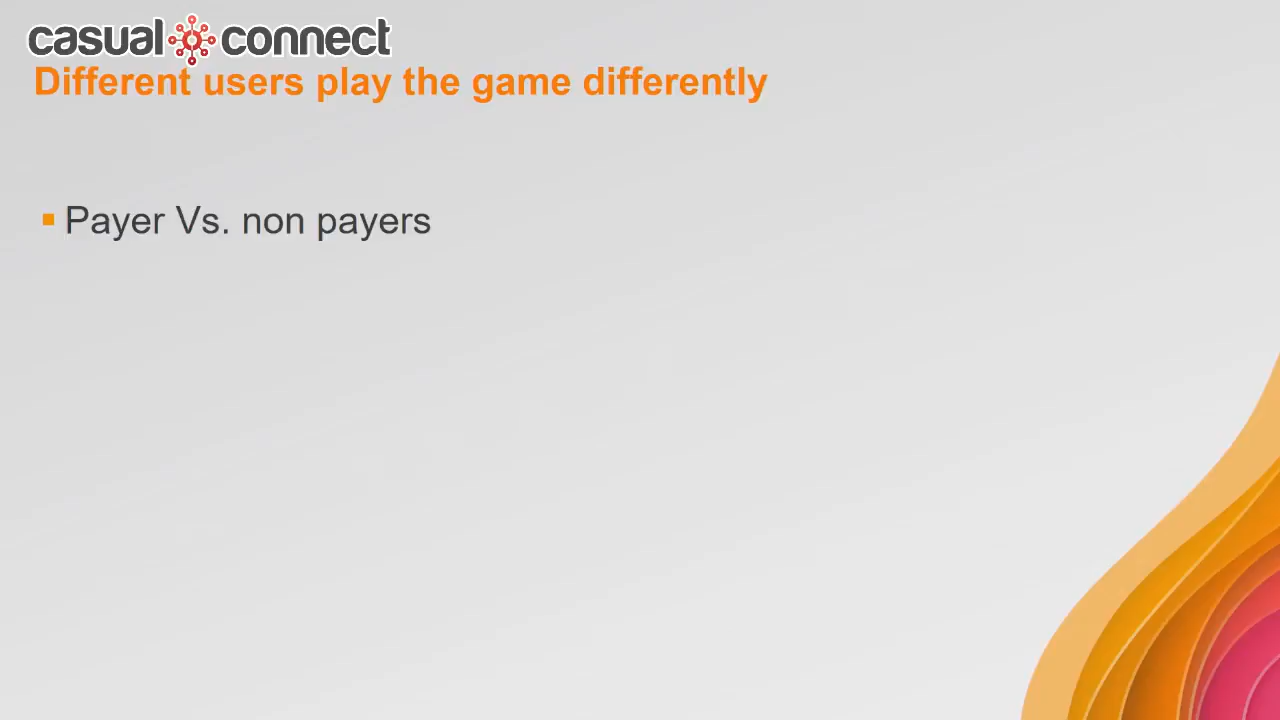 casual connect
Different users play the game differently
Payer Vs. non payers